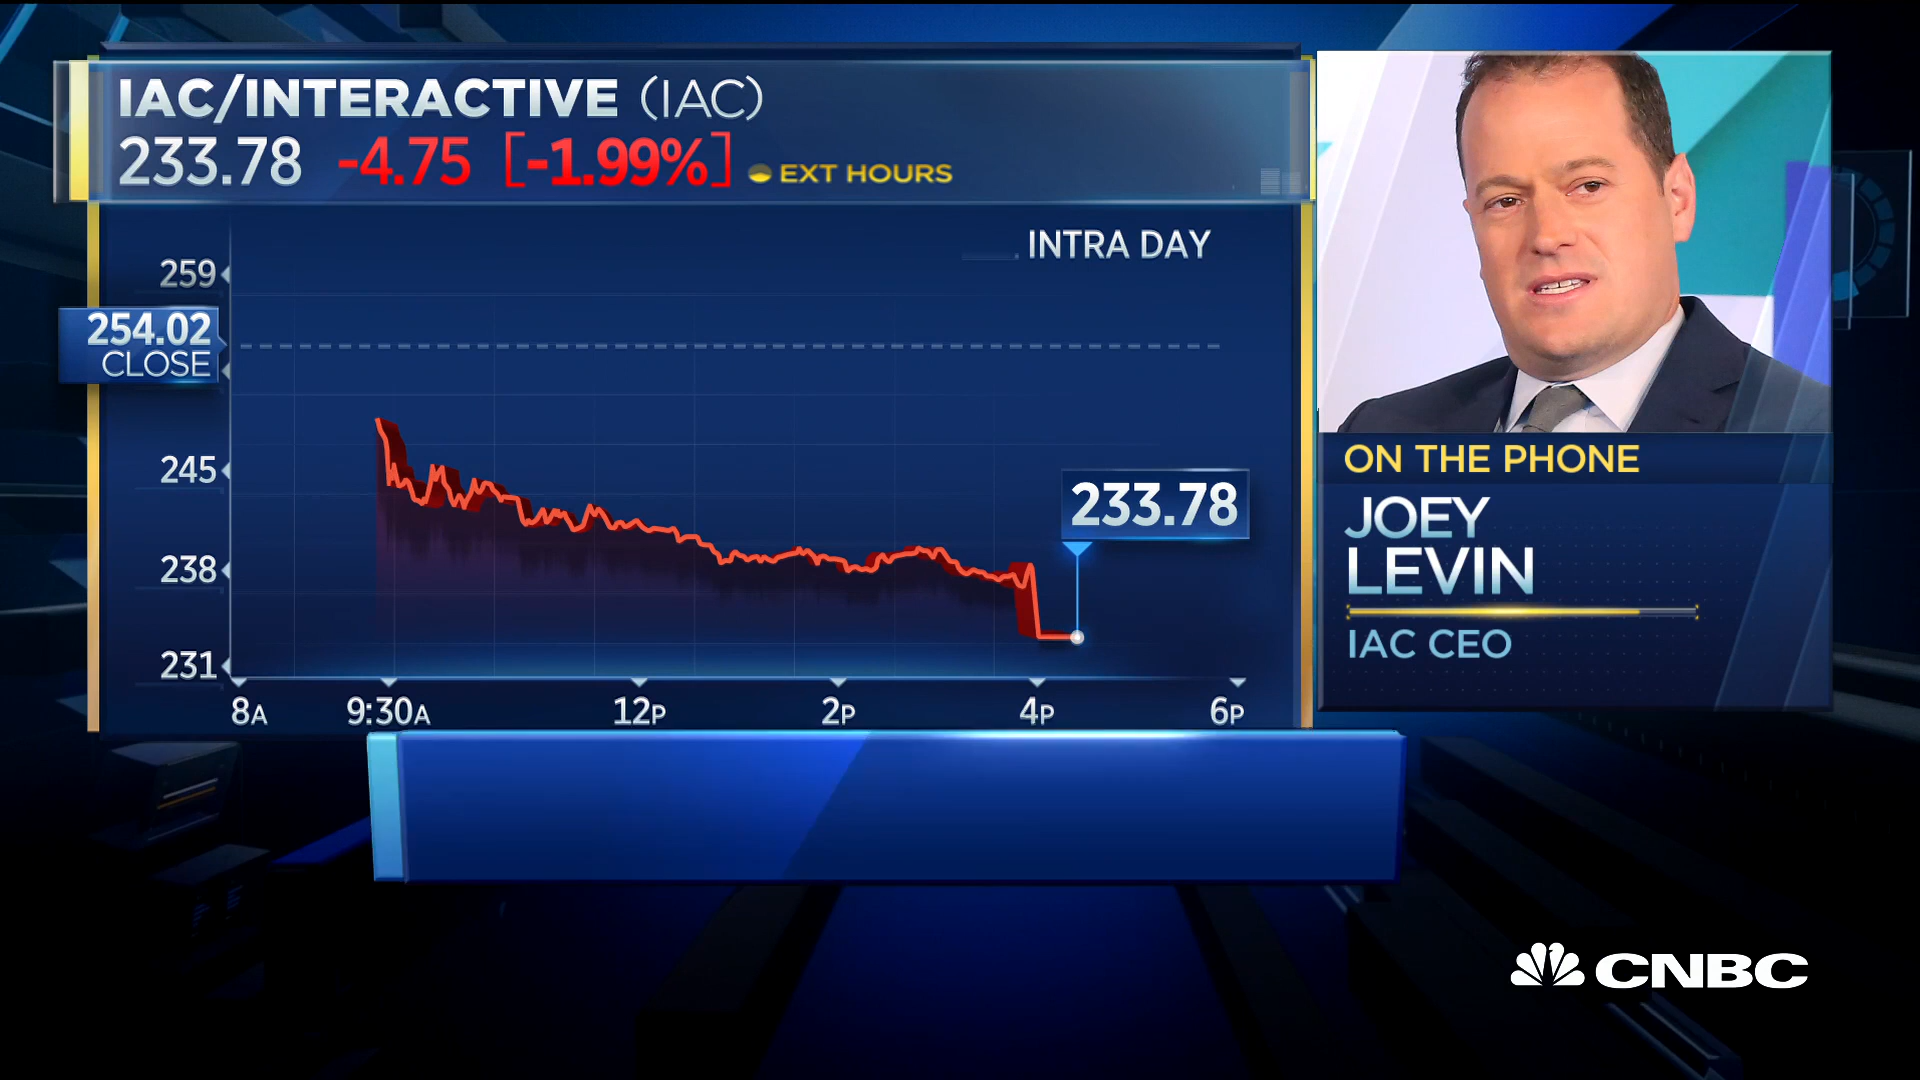 IAC/INTERACTIVE (IAC)
233.78 -4.75 [-1.99%] EXT HOURS
INTRA DAY
259
254.02
CLOSE
245
238
231
233.78
8A 9:30A 12P 2P 4P 6P
ON THE PHONE
JOEY
LEVIN
IAC CEO
CNBC